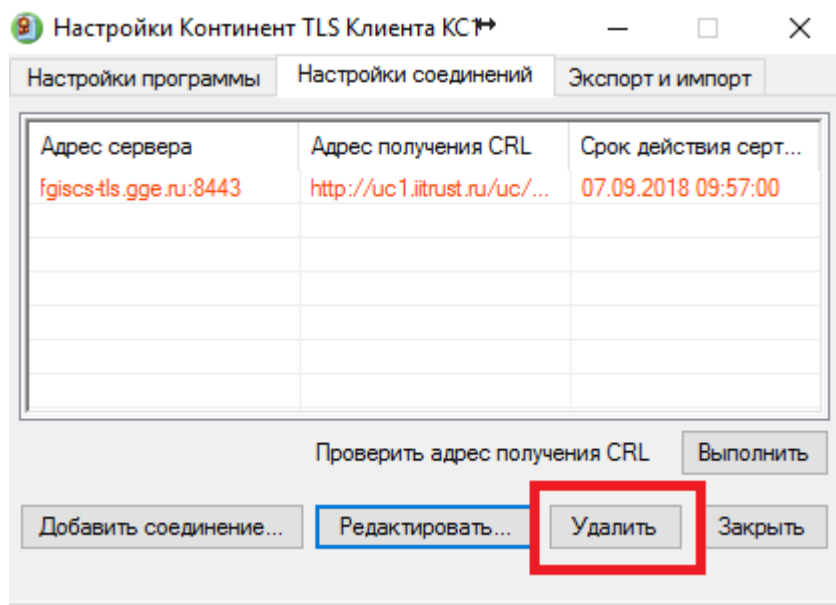 Настройки Континент TLS Клиента КС1
Настройки программы Настройки соединений Экспорт и импорт
Адрес сервера Адрес получения CRL Срок действия серт...
fgiscs-tls.gge.ru:8443 http://uc1.iitrust.ru/uc/... 07.09.2018 09:57:00
Проверить адрес получения CRL Выполнить
Добавить соединение... Редактировать... Удалить Закрыть